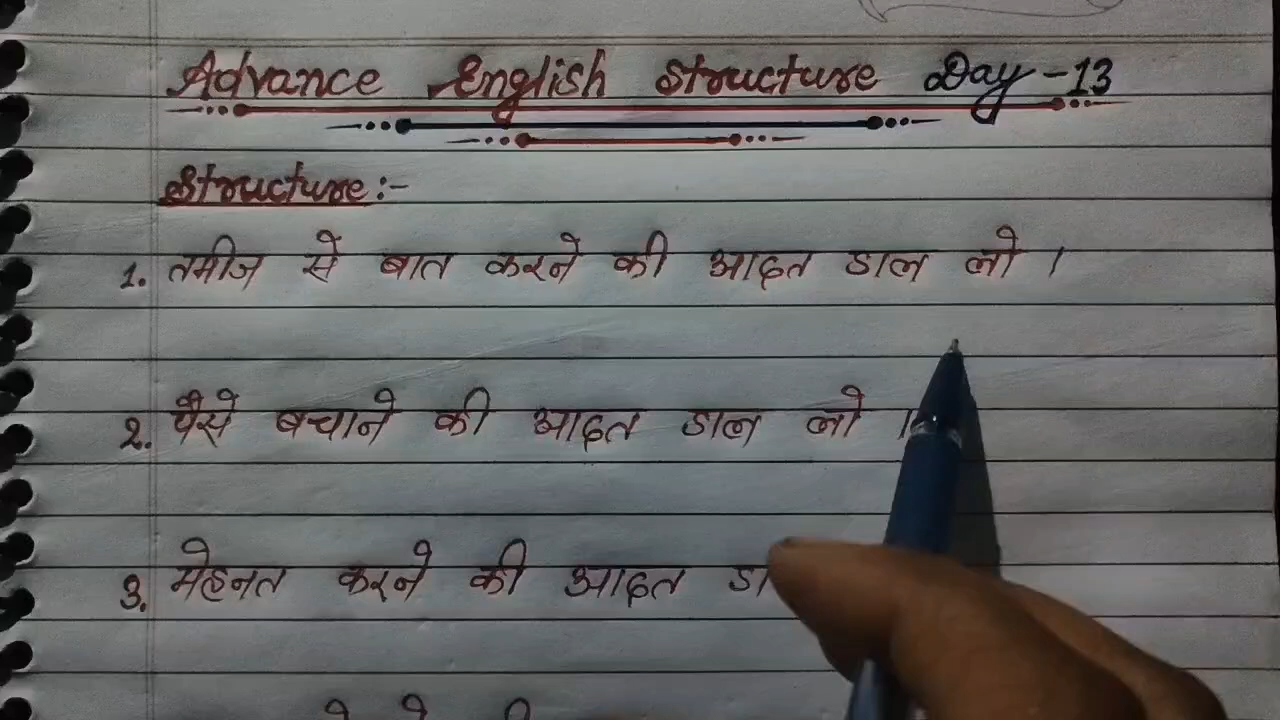 Advance English Structure Day-13
Structure:-
1. तमीज से बात करने की आदत डाल लो ।
2. पैसे बचाने की आदत डाल लो ।
3. मेहनत करने की आदत